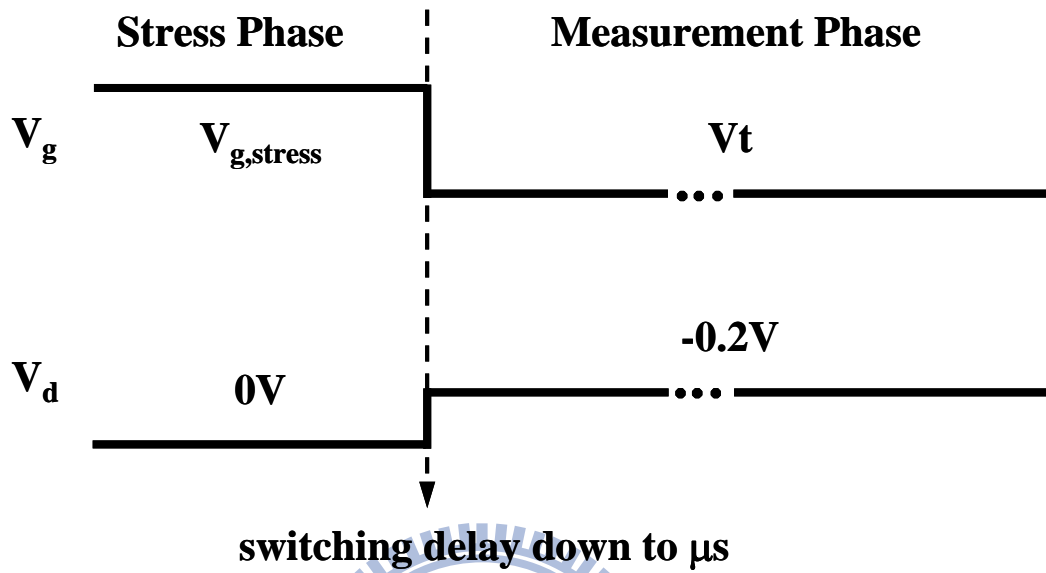 Stress Phase
Measurement Phase
Vg
Vg,stress
Vt
-0.2V
Vd
0V
switching delay down to μs